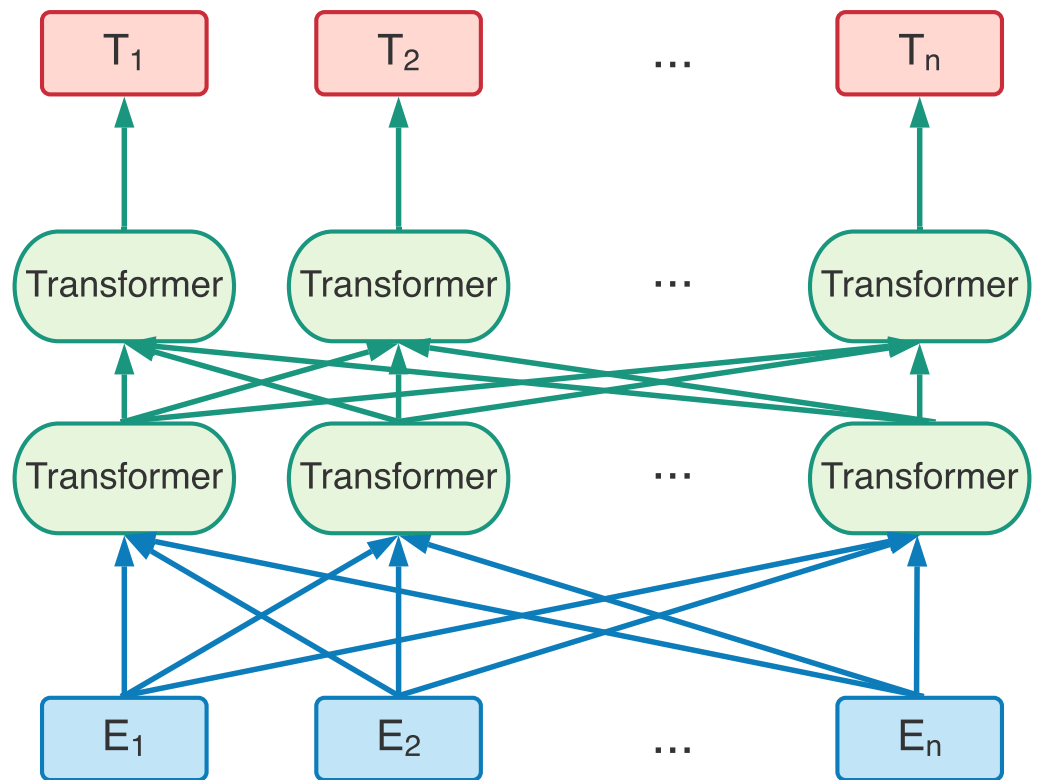 T₁ T₂ ... Tₙ
Transformer Transformer ... Transformer
Transformer Transformer ... Transformer
E₁ E₂ ... Eₙ